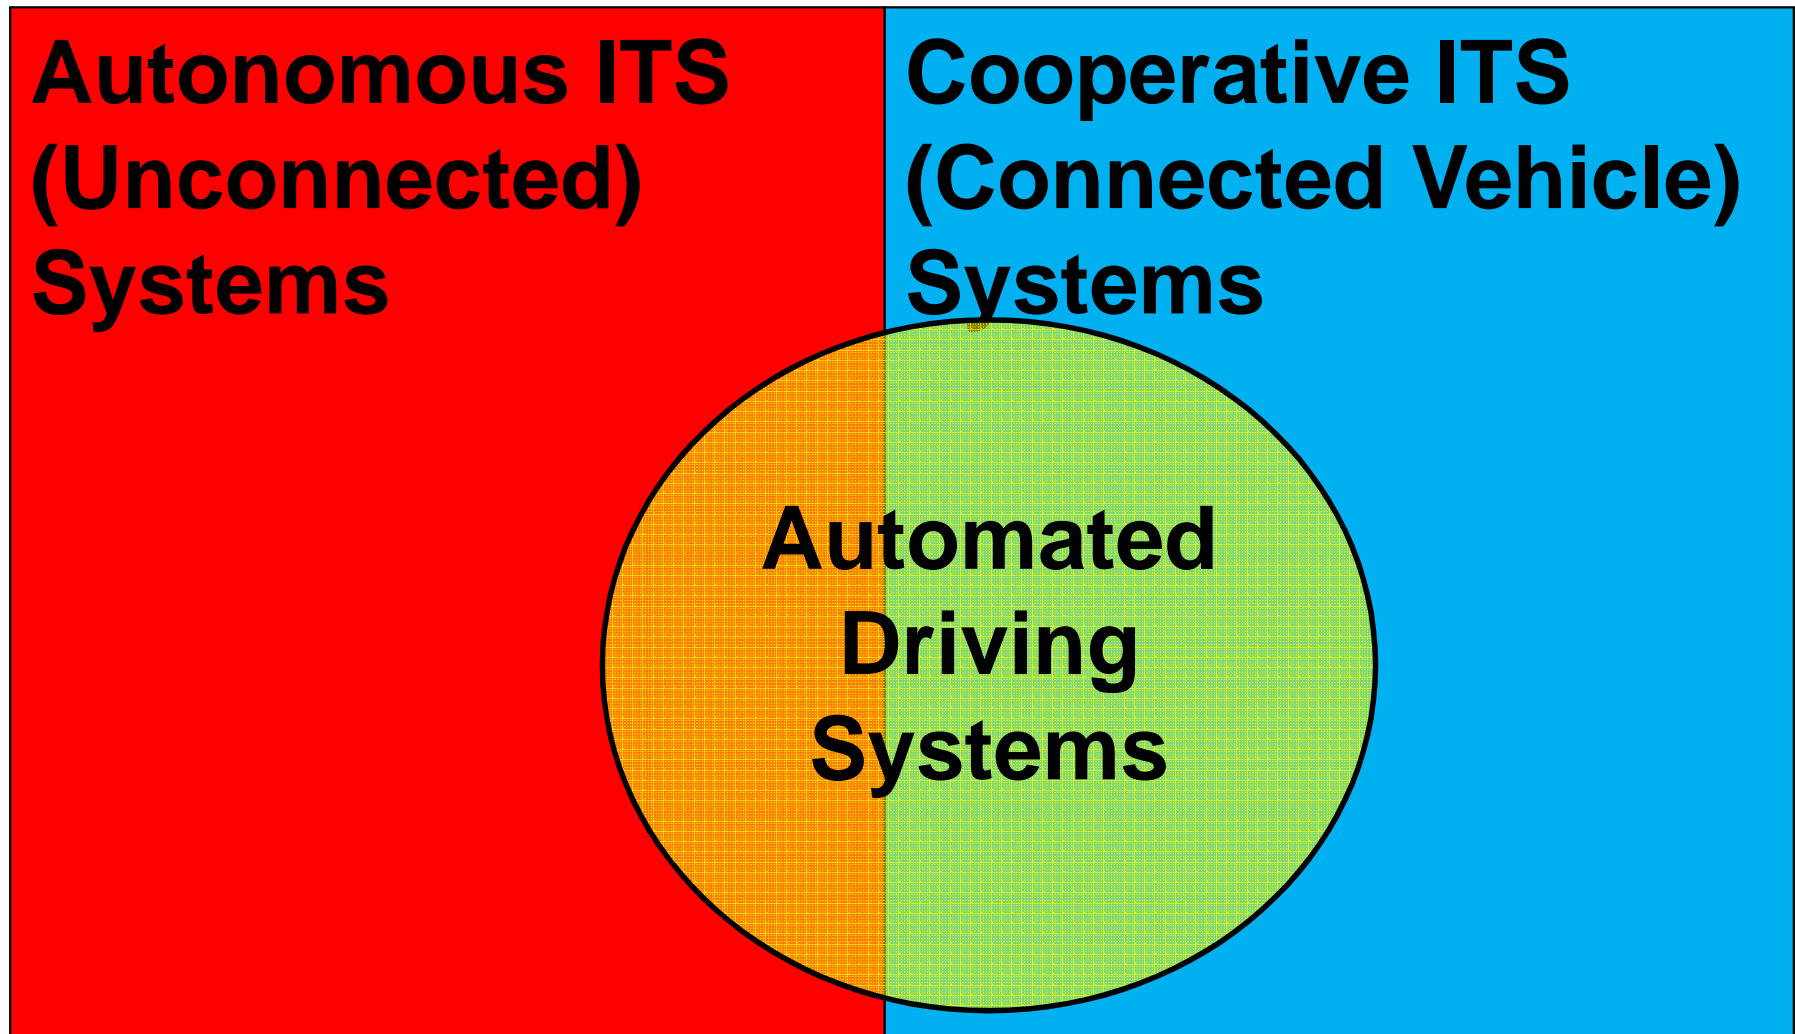 Autonomous ITS
(Unconnected)
Systems
Cooperative ITS
(Connected Vehicle)
Systems
Automated
Driving
Systems